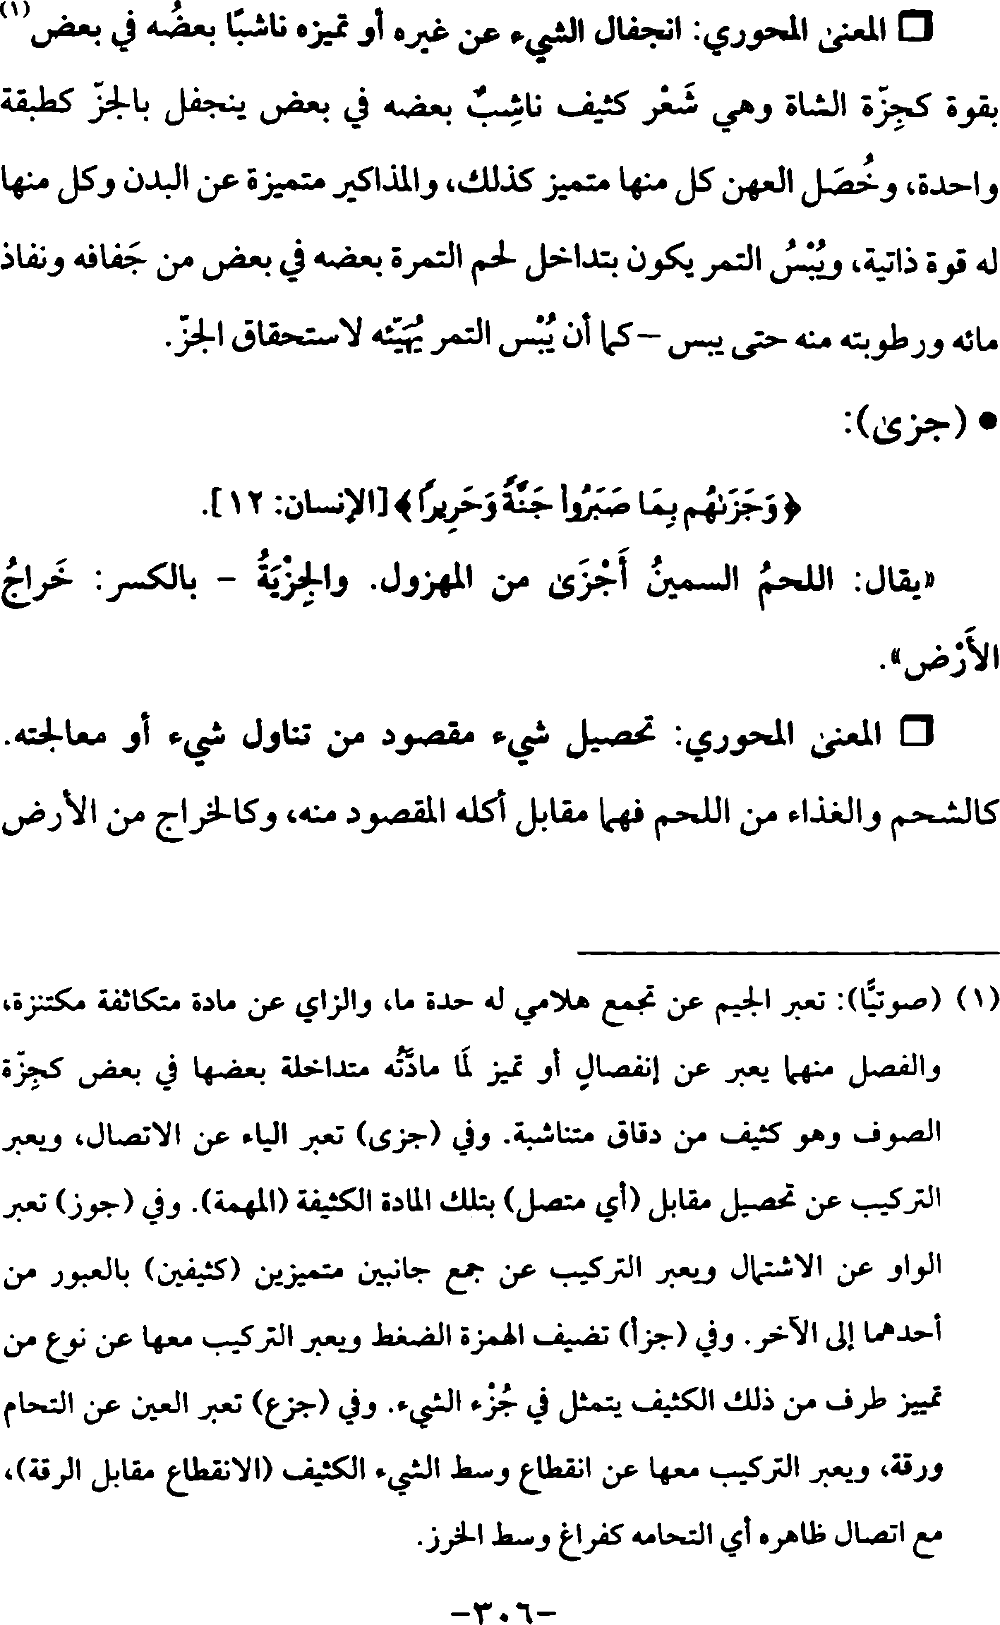 ❏ المعنى المحوري: انجفال الشيء عن غيره أو تميزه ناشبًا بعضُه في بعض(١)
بقوة كجِزّة الشاة وهي شَعْر كثيف ناشِبٌ بعضه في بعض ينجفل بالجزّ كطبقة
واحدة، وخُصَل العهن كل منها متميز كذلك، والمذاكير متميزة عن البدن وكل منها
له قوة ذاتية، ويُبْسُ التمر يكون بتداخل لحم التمرة بعضه في بعض من جَفافه ونفاذ
مائه ورطوبته منه حتى يبس –كما أن يُبْس التمر يُهَيّئه لاستحقاق الجزّ.
• (جزى):
﴿وَجَزَىٰهُم بِمَا صَبَرُوا۟ جَنَّةً وَحَرِيرًا﴾ [الإنسان: ١٢].
«يقال: اللحمُ السمينُ أَجْزَى من المهزول. والجِزْيَةُ – بالكسر: خَراجُ
الأَرْض».
❏ المعنى المحوري: تحصيل شيء مقصود من تناول شيء أو معالجته.
كالشحم والغذاء من اللحم فهما مقابل أكله المقصود منه، وكالخراج من الأرض
(١) (صوتيًّا): تعبر الجيم عن تجمع هلامي له حدة ما، والزاي عن مادة متكاثفة مكتنزة،
والفصل منهما يعبر عن إنفصالِ أو تميز لَما مادَّتُه متداخلة بعضها في بعض كجِزّة
الصوف وهو كثيف من دقاق متناشبة. وفي (جزى) تعبر الياء عن الاتصال، ويعبر
التركيب عن تحصيل مقابل (أي متصل) بتلك المادة الكثيفة (المهمة). وفي (جوز) تعبر
الواو عن الاشتمال ويعبر التركيب عن جمع جانبين متميزين (كثيفين) بالعبور من
أحدهما إلى الآخر. وفي (جزأ) تضيف الهمزة الضغط ويعبر التركيب معها عن نوع من
تمييز طرف من ذلك الكثيف يتمثل في جُزْء الشيء. وفي (جزع) تعبر العين عن التحام
ورقة، ويعبر التركيب معها عن انقطاع وسط الشيء الكثيف (الانقطاع مقابل الرقة)،
مع اتصال ظاهره أي التحامه كفراغ وسط الخرز.
–٣٠٦–